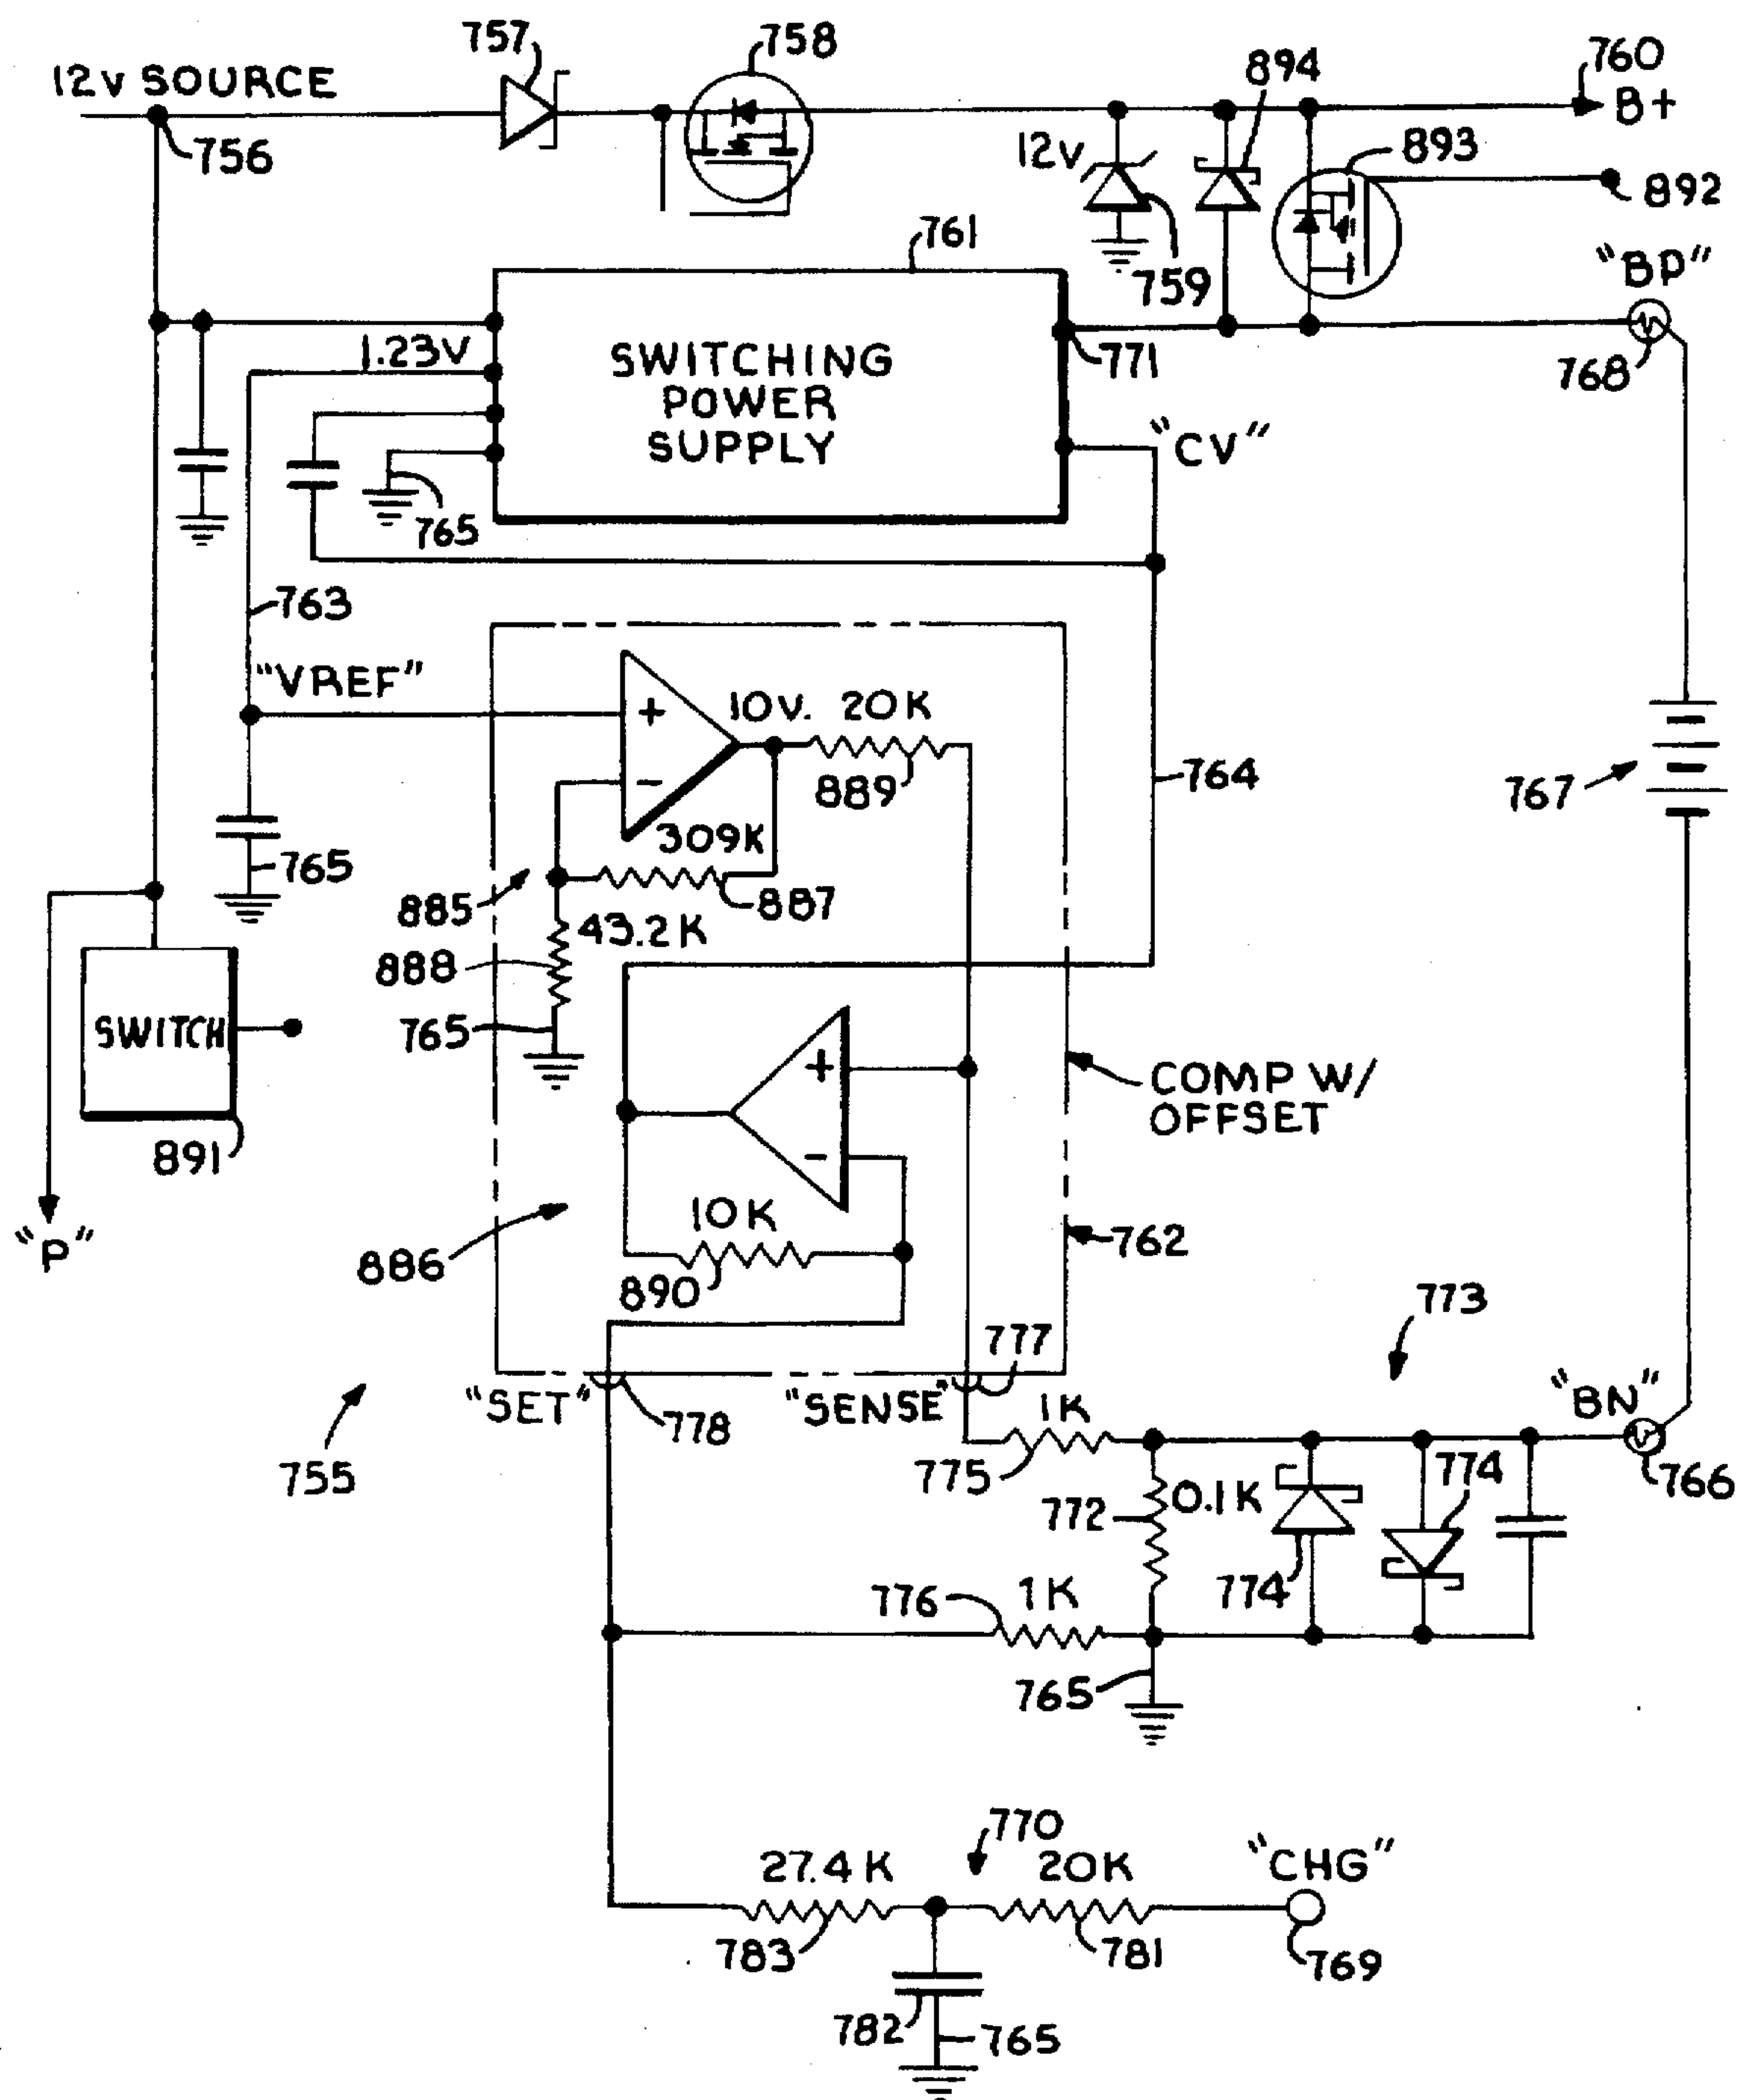 757
758
12V SOURCE
894
760
B+
756
12V
893
892
761
759
"BP"
1.23V
SWITCHING
POWER
SUPPLY
771
768
"CV"
765
763
"VREF"
10V. 20K
889
764
767
765
309K
885
887
43.2K
888
SWITCH
765
COMP W/
OFFSET
891
"P"
10K
762
886
890
773
777
"SET"
"SENSE"
"BN"
778
1K
755
775
774
766
772
0.1K
776
1K
774
765
770
27.4K
20K
"CHG"
783
781
769
782
765